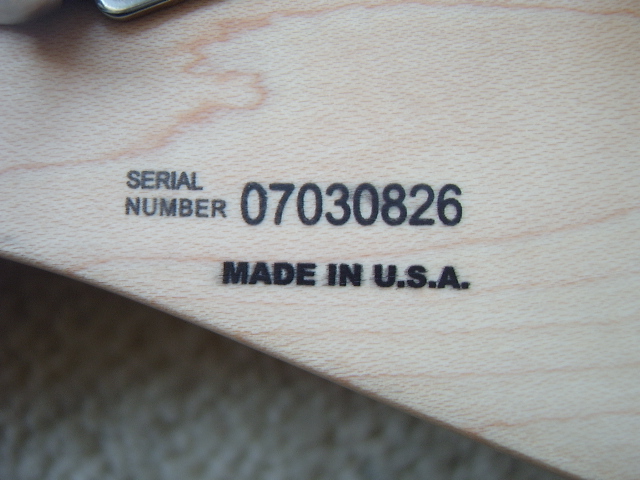 SERIAL
NUMBER 07030826
MADE IN U.S.A.